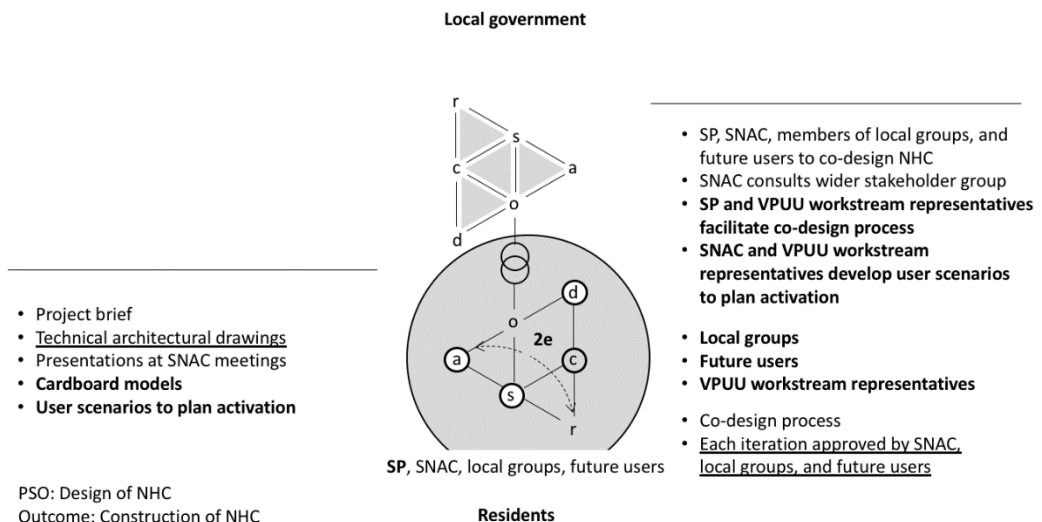 Local government
r
s
c
a
o
d
d
o
2e
a
c
s
r
SP, SNAC, local groups, future users
Residents
• Project brief
• Technical architectural drawings
• Presentations at SNAC meetings
• Cardboard models
• User scenarios to plan activation
PSO: Design of NHC
Outcome: Construction of NHC
• SP, SNAC, members of local groups, and
future users to co-design NHC
• SNAC consults wider stakeholder group
• SP and VPUU workstream representatives
facilitate co-design process
• SNAC and VPUU workstream
representatives develop user scenarios
to plan activation
• Local groups
• Future users
• VPUU workstream representatives
• Co-design process
• Each iteration approved by SNAC,
local groups, and future users